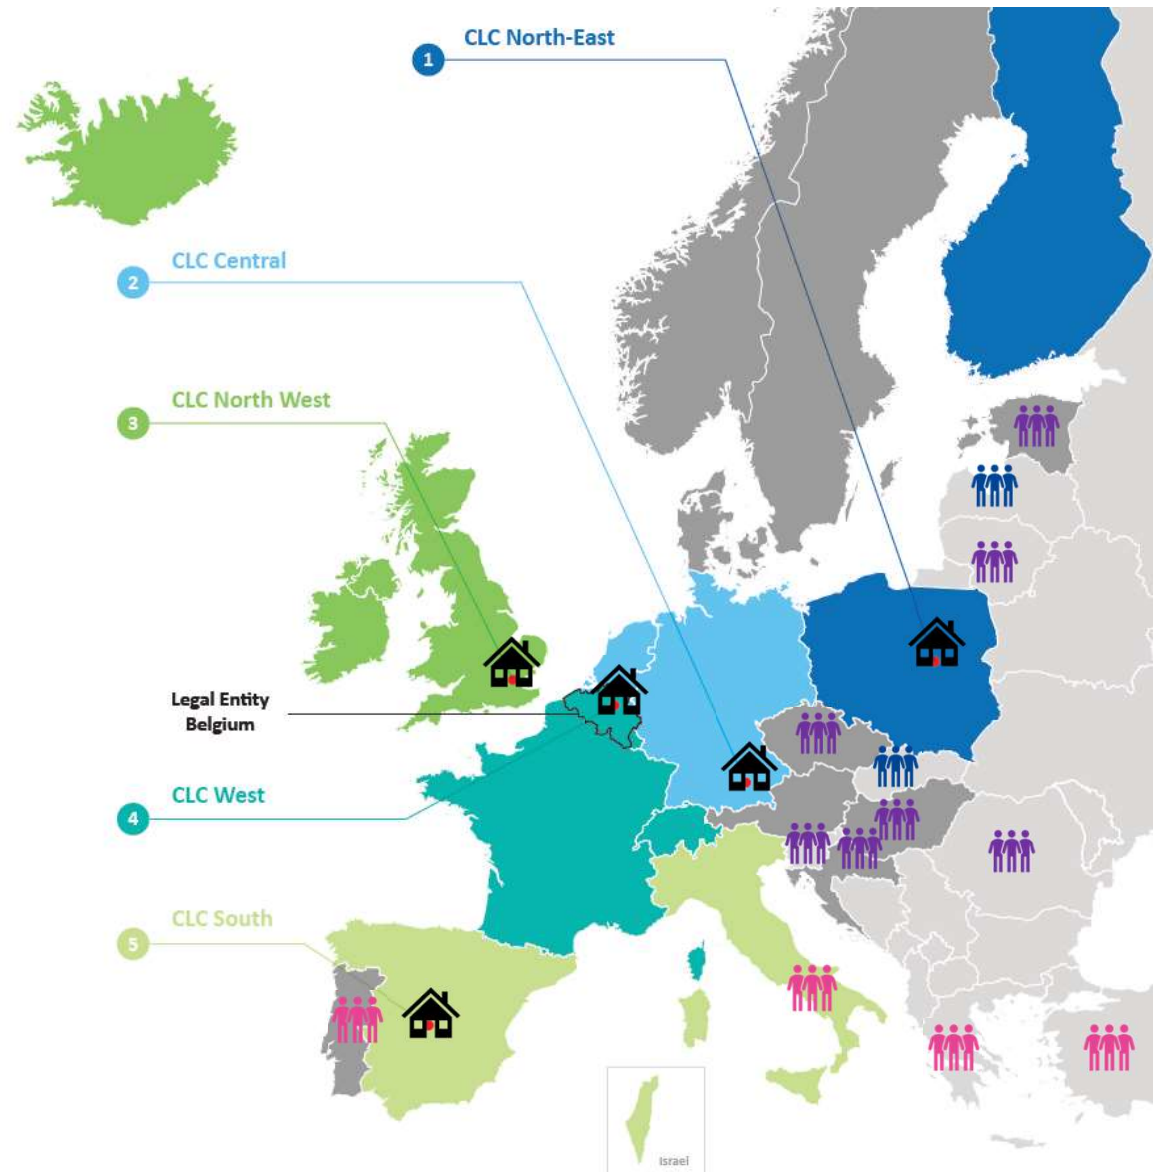 CLC North-East
1
CLC Central
2
CLC North West
3
Legal Entity
Belgium
CLC West
4
CLC South
5
Israel